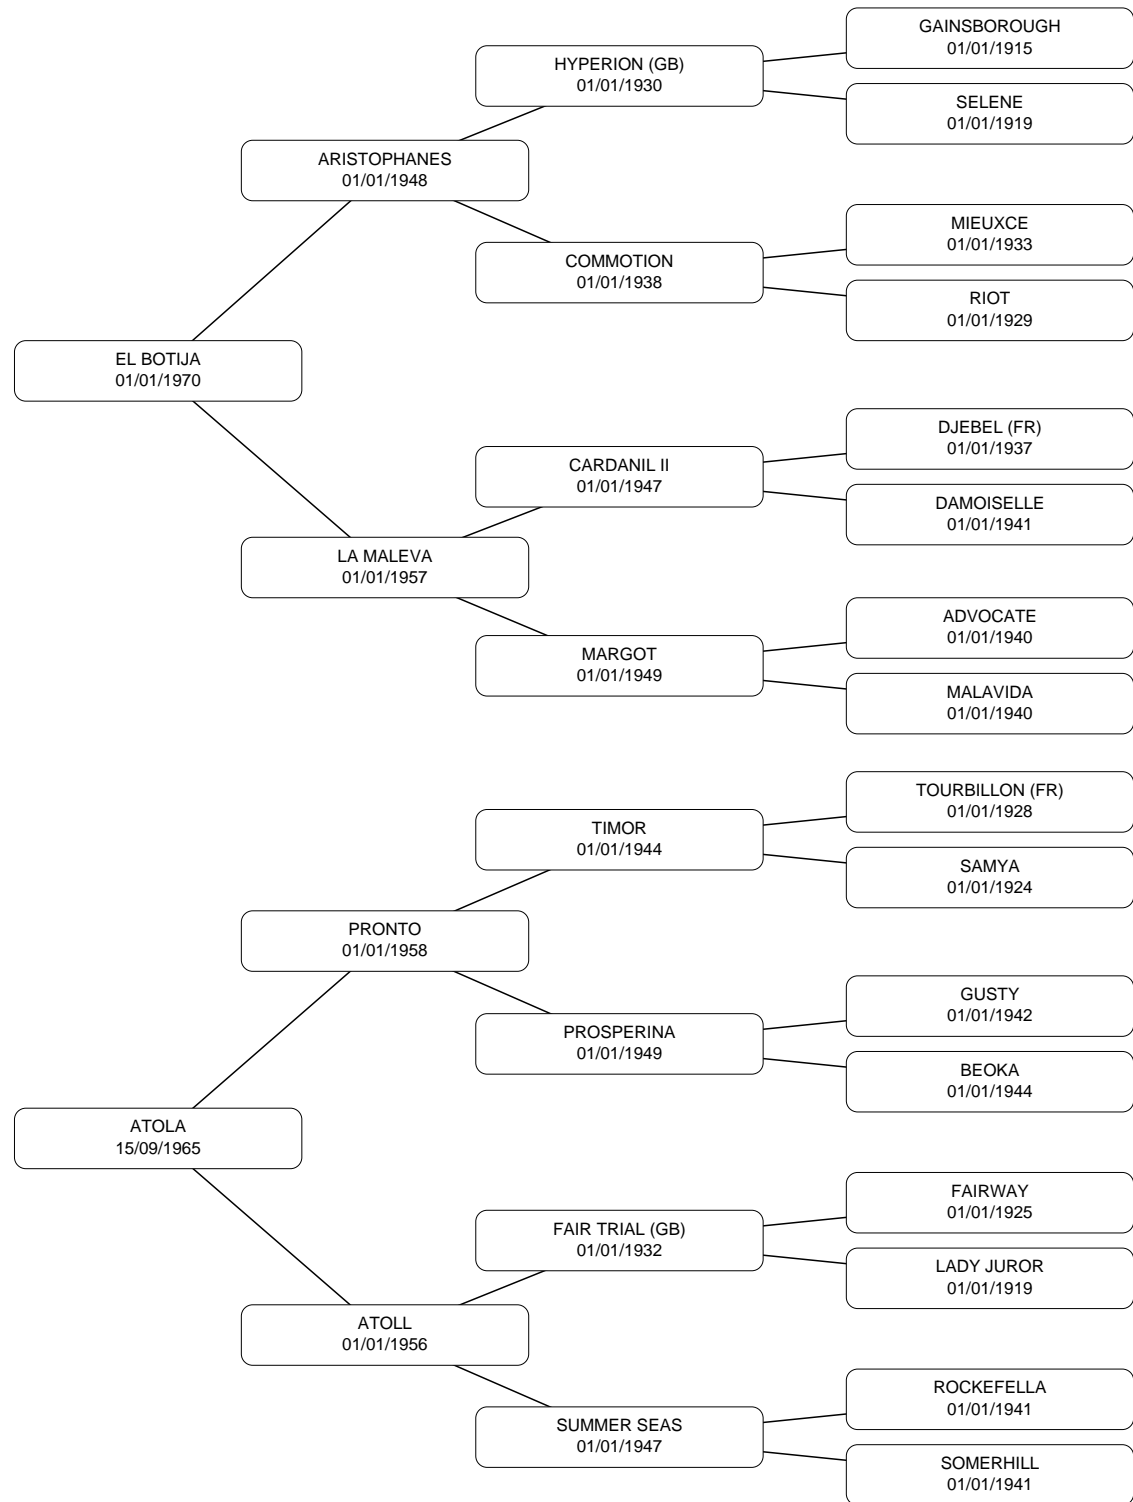 GAINSBOROUGH
01/01/1915
HYPERION (GB)
01/01/1930
SELENE
01/01/1919
ARISTOPHANES
01/01/1948
MIEUXCE
01/01/1933
COMMOTION
01/01/1938
RIOT
01/01/1929
EL BOTIJA
01/01/1970
DJEBEL (FR)
01/01/1937
CARDANIL II
01/01/1947
DAMOISELLE
01/01/1941
LA MALEVA
01/01/1957
ADVOCATE
01/01/1940
MARGOT
01/01/1949
MALAVIDA
01/01/1940
TOURBILLON (FR)
01/01/1928
TIMOR
01/01/1944
SAMYA
01/01/1924
PRONTO
01/01/1958
GUSTY
01/01/1942
PROSPERINA
01/01/1949
BEOKA
01/01/1944
ATOLA
15/09/1965
FAIRWAY
01/01/1925
FAIR TRIAL (GB)
01/01/1932
LADY JUROR
01/01/1919
ATOLL
01/01/1956
ROCKEFELLA
01/01/1941
SUMMER SEAS
01/01/1947
SOMERHILL
01/01/1941